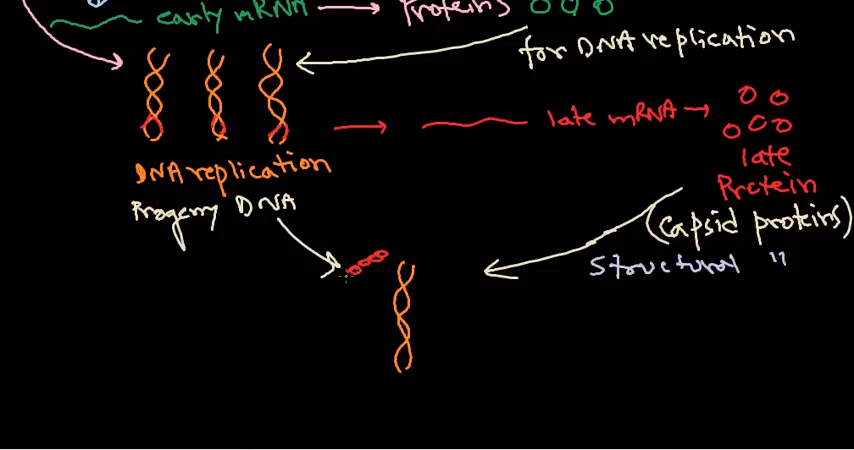 early mRNA → Proteins
for DNA replication
late mRNA →
late
Protein
DNA replication
Progeny DNA
(capsid proteins)
Structural "